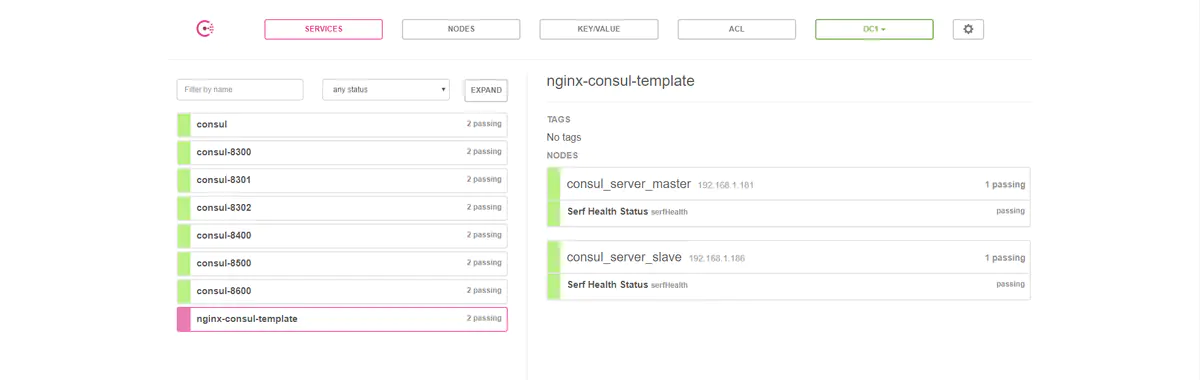 SERVICES NODES KEY/VALUE ACL DC1
Filter by name any status EXPAND
consul 2 passing
consul-8300 2 passing
consul-8301 2 passing
consul-8302 2 passing
consul-8400 2 passing
consul-8500 2 passing
consul-8600 2 passing
nginx-consul-template 2 passing
nginx-consul-template
TAGS
No tags
NODES
consul_server_master 192.168.1.181 1 passing
Serf Health Status serfHealth passing
consul_server_slave 192.168.1.186 1 passing
Serf Health Status serfHealth passing